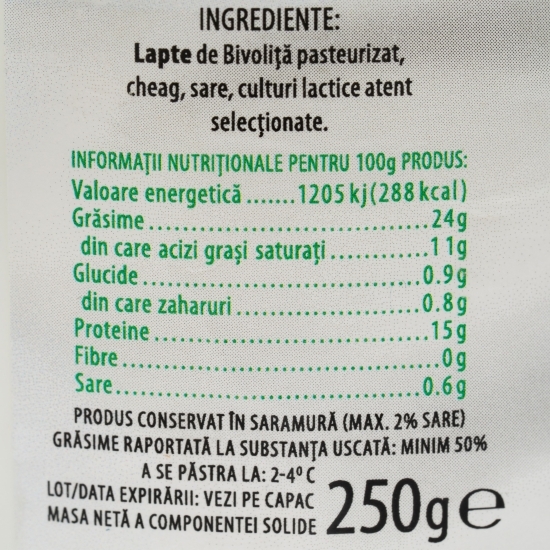 INGREDIENTE:
Lapte de Bivoliță pasteurizat,
cheag, sare, culturi lactice atent
selecționate.
INFORMAȚII NUTRIȚIONALE PENTRU 100g PRODUS:
Valoare energetică.......1205 kj (288 kcal)
Grăsime...............................24g
din care acizi grași saturați............11g
Glucide...............................0.9g
din care zaharuri.....................0.8g
Proteine..............................15g
Fibre..................................0g
Sare..................................0.6g
PRODUS CONSERVAT ÎN SARAMURĂ (MAX. 2% SARE)
GRĂSIME RAPORTATĂ LA SUBSTANȚA USCATĂ: MINIM 50%
A SE PĂSTRA LA: 2-4⁰ C
LOT/DATA EXPIRĂRII: VEZI PE CAPAC
MASA NETĂ A COMPONENTEI SOLIDE 250g e